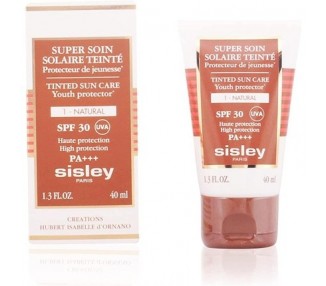 SUPER SOIN
SOLAIRE TEINTÉ
Protecteur de jeunesse*
TINTED SUN CARE
Youth protector*
1 - NATURAL
SPF 30 UVA
Haute protection
High protection
PA+++
sisley
PARIS
1.3 FL.OZ. 40 ml
CREATIONS
HUBERT ISABELLE d'ORNANO
SUPER SOIN
SOLAIRE TEINTÉ
Protecteur de jeunesse*
TINTED SUN CARE
Youth protector*
1 - NATURAL
SPF 30 UVA
Haute protection
High protection
PA+++
sisley
PARIS
1.3 FL.OZ. 40 ml